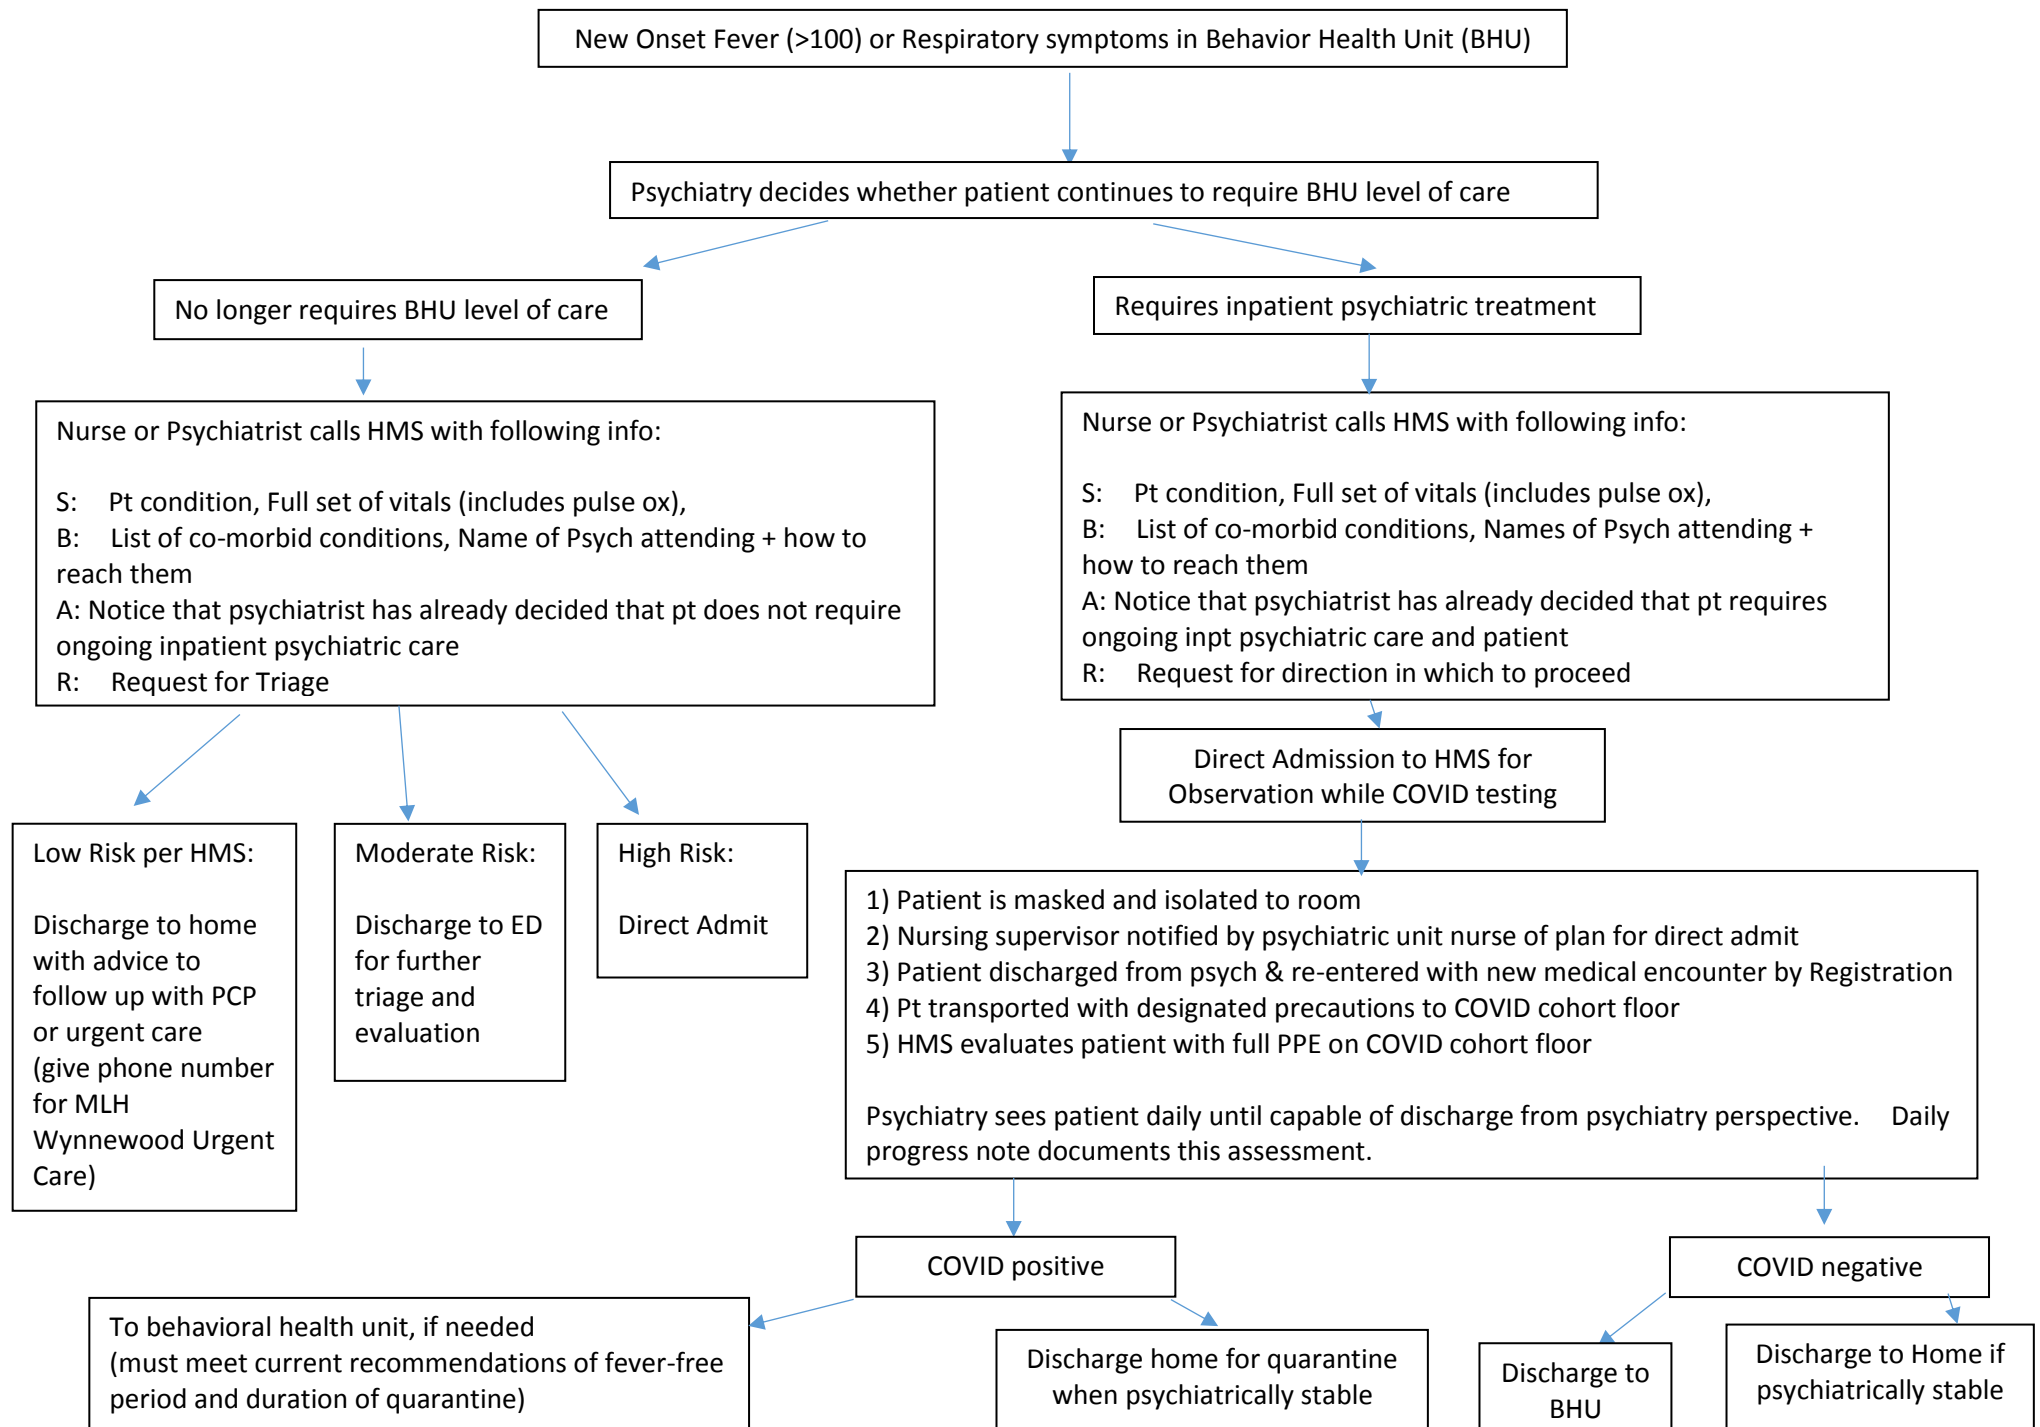 New Onset Fever (>100) or Respiratory symptoms in Behavior Health Unit (BHU)
Psychiatry decides whether patient continues to require BHU level of care
No longer requires BHU level of care
Requires inpatient psychiatric treatment
Nurse or Psychiatrist calls HMS with following info:
S: Pt condition, Full set of vitals (includes pulse ox),
B: List of co-morbid conditions, Name of Psych attending + how to
reach them
A: Notice that psychiatrist has already decided that pt does not require
ongoing inpatient psychiatric care
R: Request for Triage
Nurse or Psychiatrist calls HMS with following info:
S: Pt condition, Full set of vitals (includes pulse ox),
B: List of co-morbid conditions, Names of Psych attending +
how to reach them
A: Notice that psychiatrist has already decided that pt requires
ongoing inpt psychiatric care and patient
R: Request for direction in which to proceed
Direct Admission to HMS for
Observation while COVID testing
Low Risk per HMS:
Discharge to home
with advice to
follow up with PCP
or urgent care
(give phone number
for MLH
Wynnewood Urgent
Care)
Moderate Risk:
Discharge to ED
for further
triage and
evaluation
High Risk:
Direct Admit
1) Patient is masked and isolated to room
2) Nursing supervisor notified by psychiatric unit nurse of plan for direct admit
3) Patient discharged from psych & re-entered with new medical encounter by Registration
4) Pt transported with designated precautions to COVID cohort floor
5) HMS evaluates patient with full PPE on COVID cohort floor
Psychiatry sees patient daily until capable of discharge from psychiatry perspective. Daily
progress note documents this assessment.
COVID positive
COVID negative
To behavioral health unit, if needed
(must meet current recommendations of fever-free
period and duration of quarantine)
Discharge home for quarantine
when psychiatrically stable
Discharge to
BHU
Discharge to Home if
psychiatrically stable